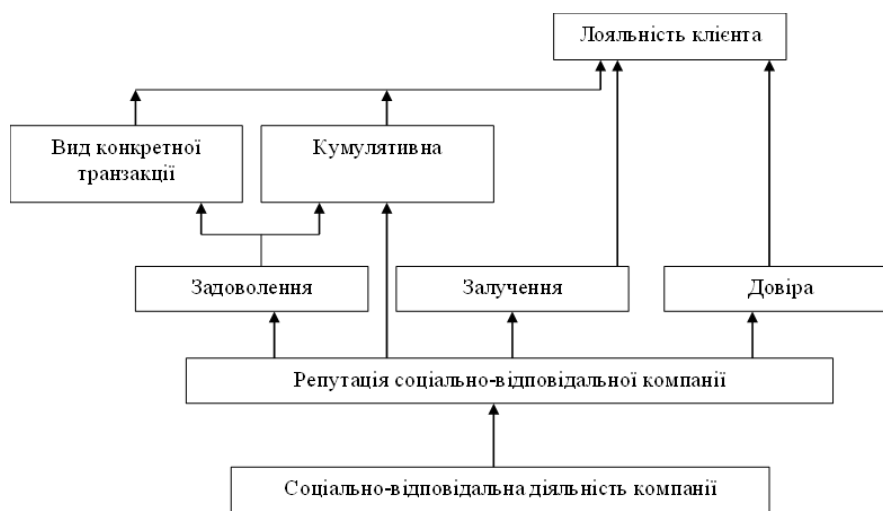 Лояльність клієнта
Вид конкретної
транзакції
Кумулятивна
Задоволення
Залучення
Довіра
Репутація соціально-відповідальної компанії
Соціально-відповідальна діяльність компанії